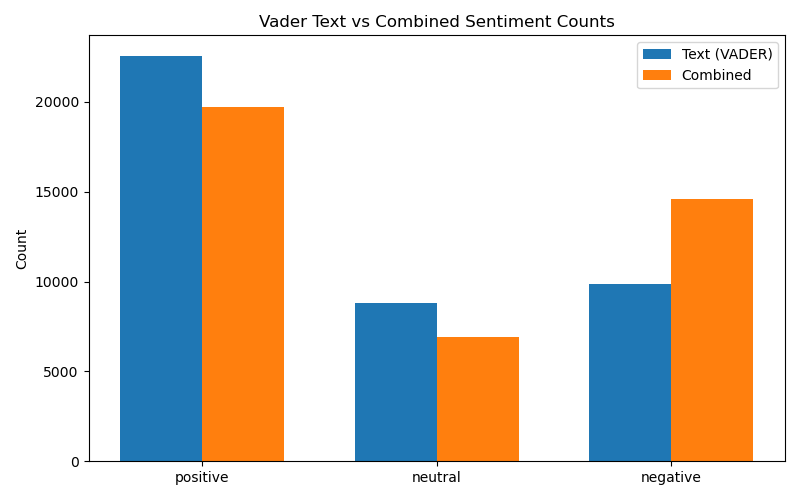 Vader Text vs Combined Sentiment Counts
Text (VADER)
Combined
Count
20000
15000
10000
5000
0
positive
neutral
negative